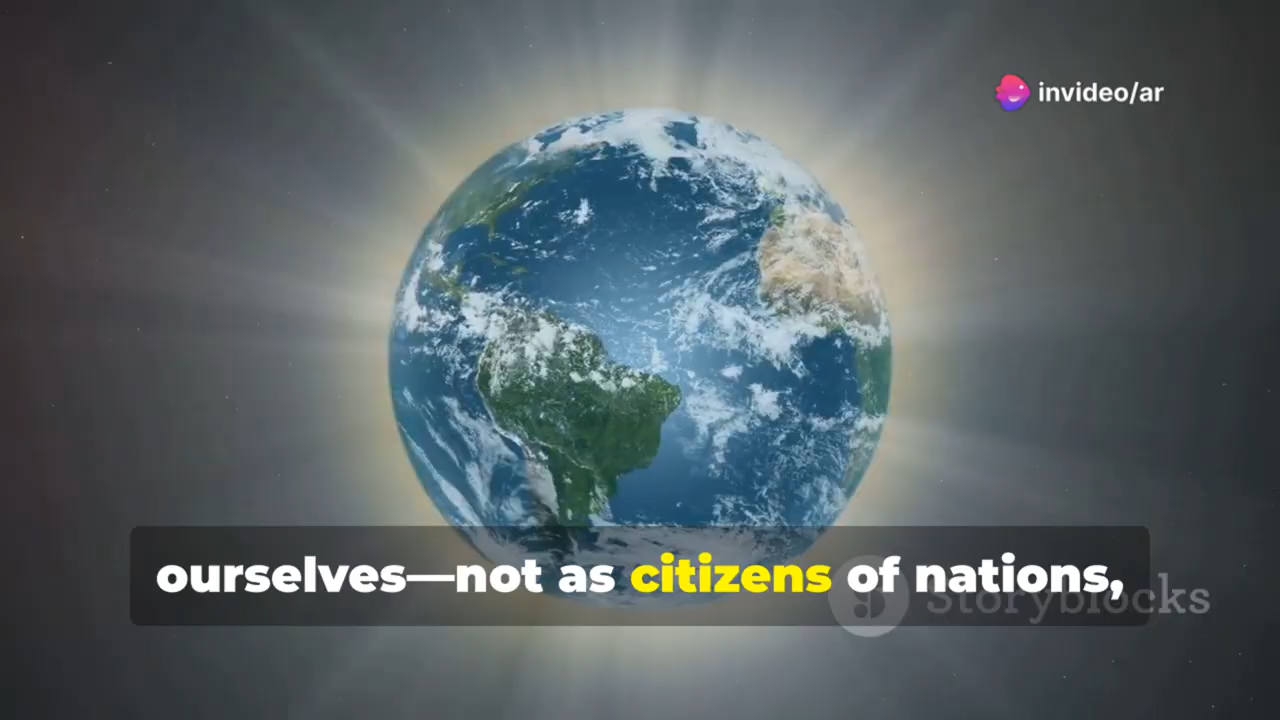 invideo/ar
ourselves—not as citizens of nations,
Storyblocks